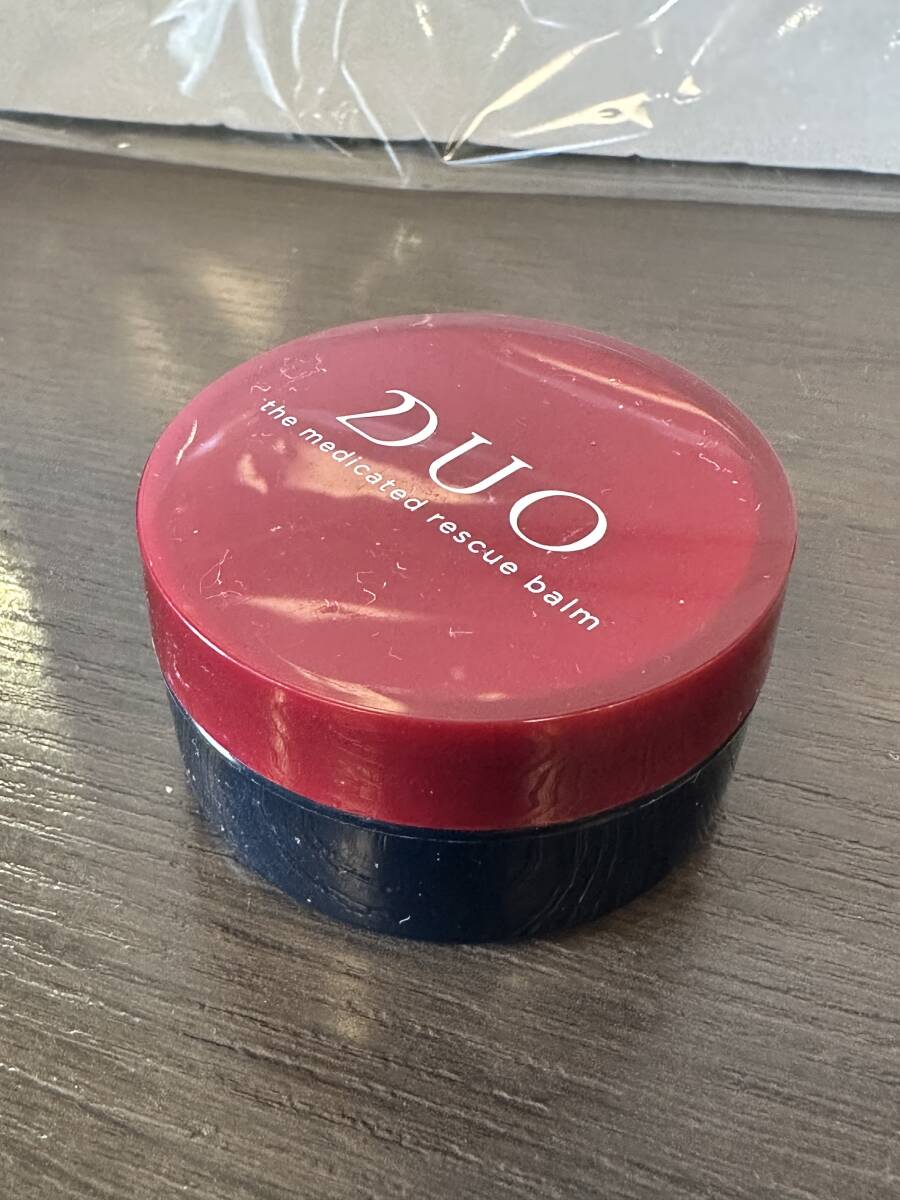 DUO
the medicated rescue balm